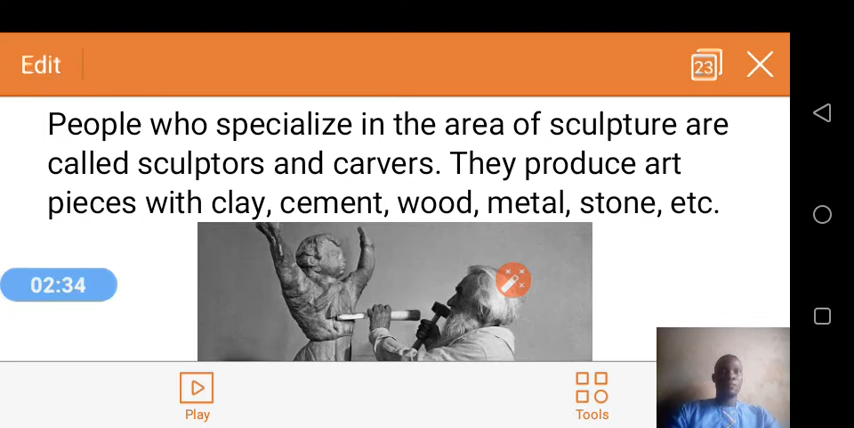 Edit
23
People who specialize in the area of sculpture are
called sculptors and carvers. They produce art
pieces with clay, cement, wood, metal, stone, etc.
02:34
Play
Tools